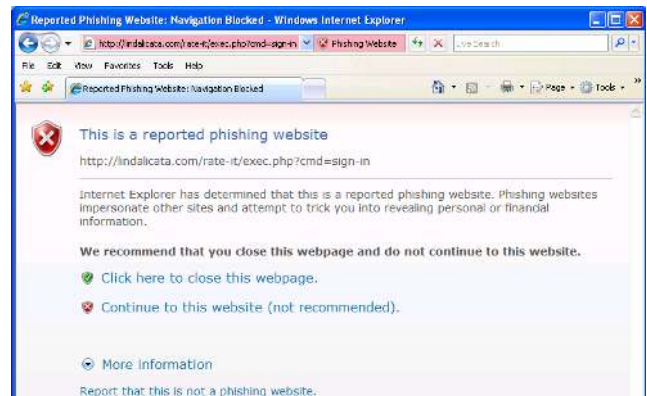 Reported Phishing Website: Navigation Blocked - Windows Internet Explorer
http://lindalicata.com/rate-it/exec.php?cmd=sign-in Phishing Website Live Search
File Edit View Favorites Tools Help
Reported Phishing Website: Navigation Blocked Page Tools
This is a reported phishing website
http://lindalicata.com/rate-it/exec.php?cmd=sign-in
Internet Explorer has determined that this is a reported phishing website. Phishing websites
impersonate other sites and attempt to trick you into revealing personal or financial
information.
We recommend that you close this webpage and do not continue to this website.
Click here to close this webpage.
Continue to this website (not recommended).
More information
Report that this is not a phishing website.